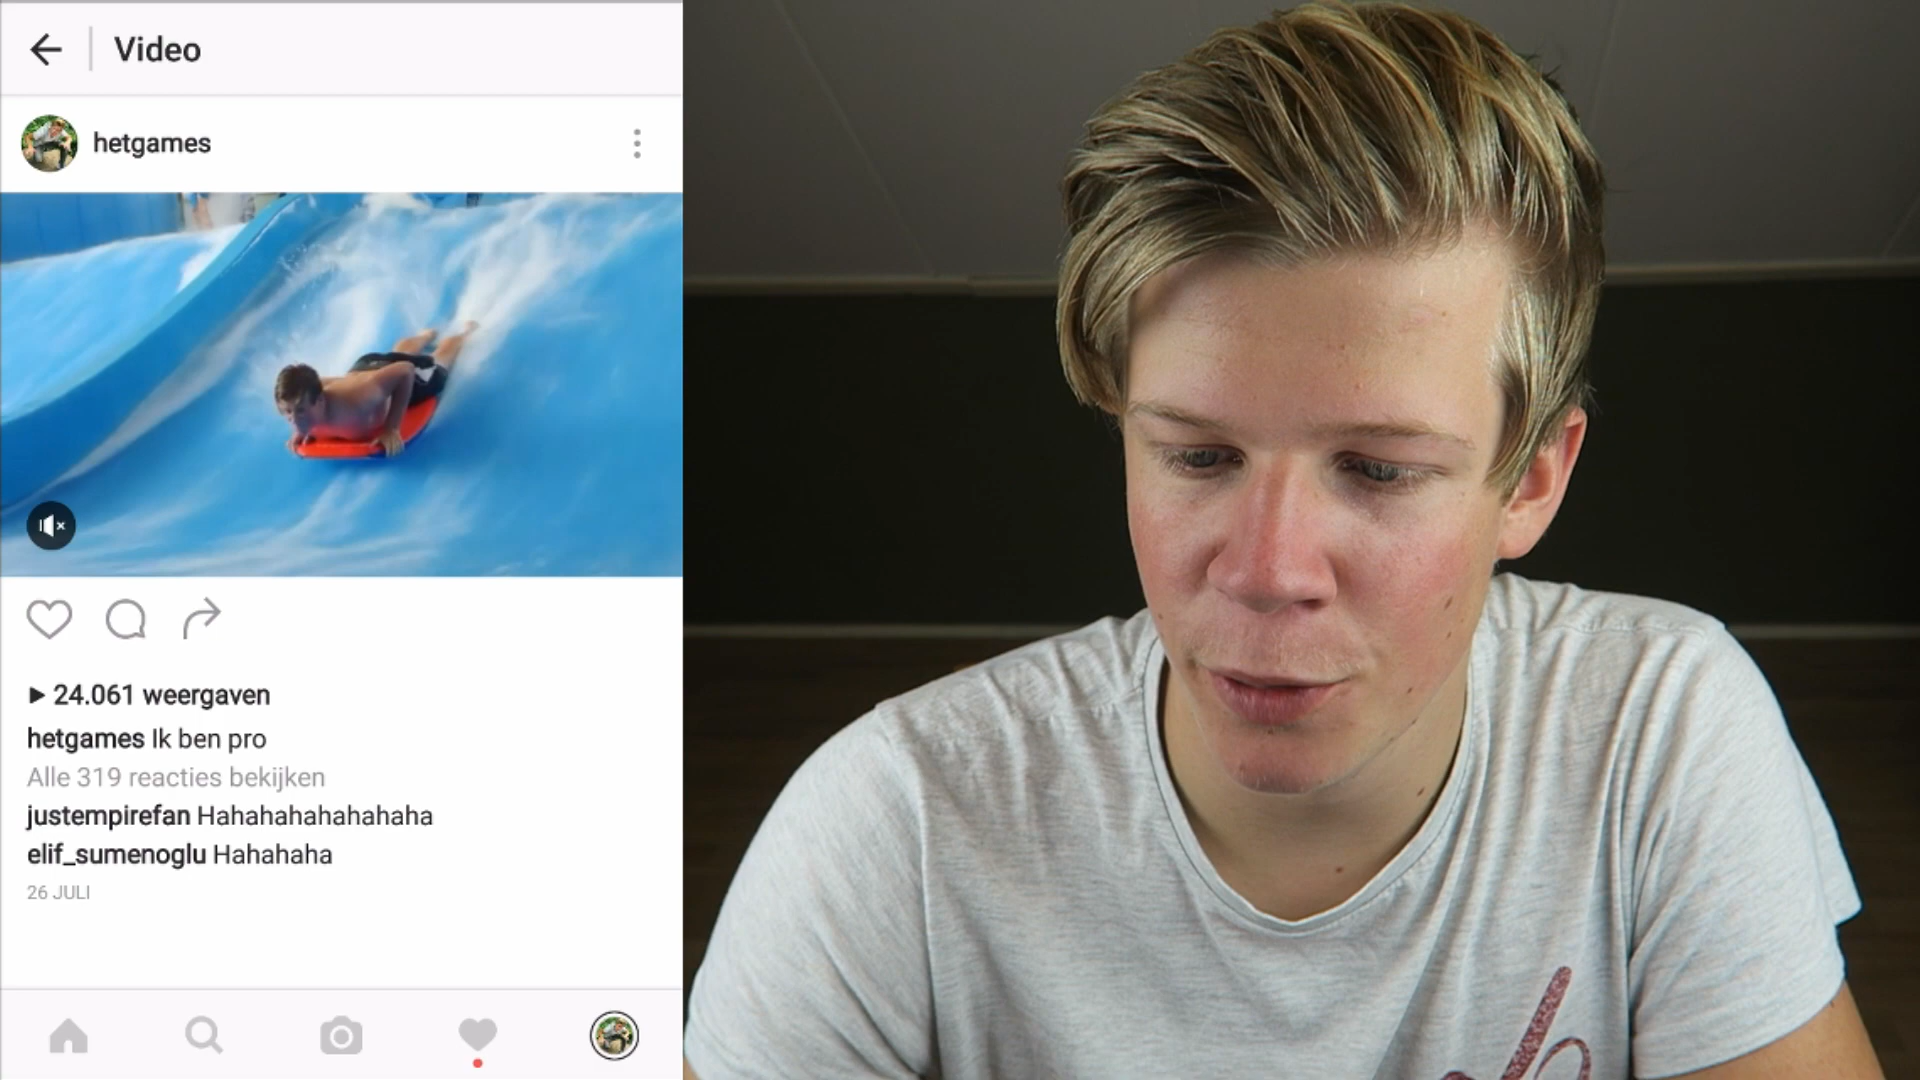 Video
hetgames
24.061 weergaven
hetgames Ik ben pro
Alle 319 reacties bekijken
justempirefan Hahahahahahahaha
elif_sumenoglu Hahahaha
26 JULI